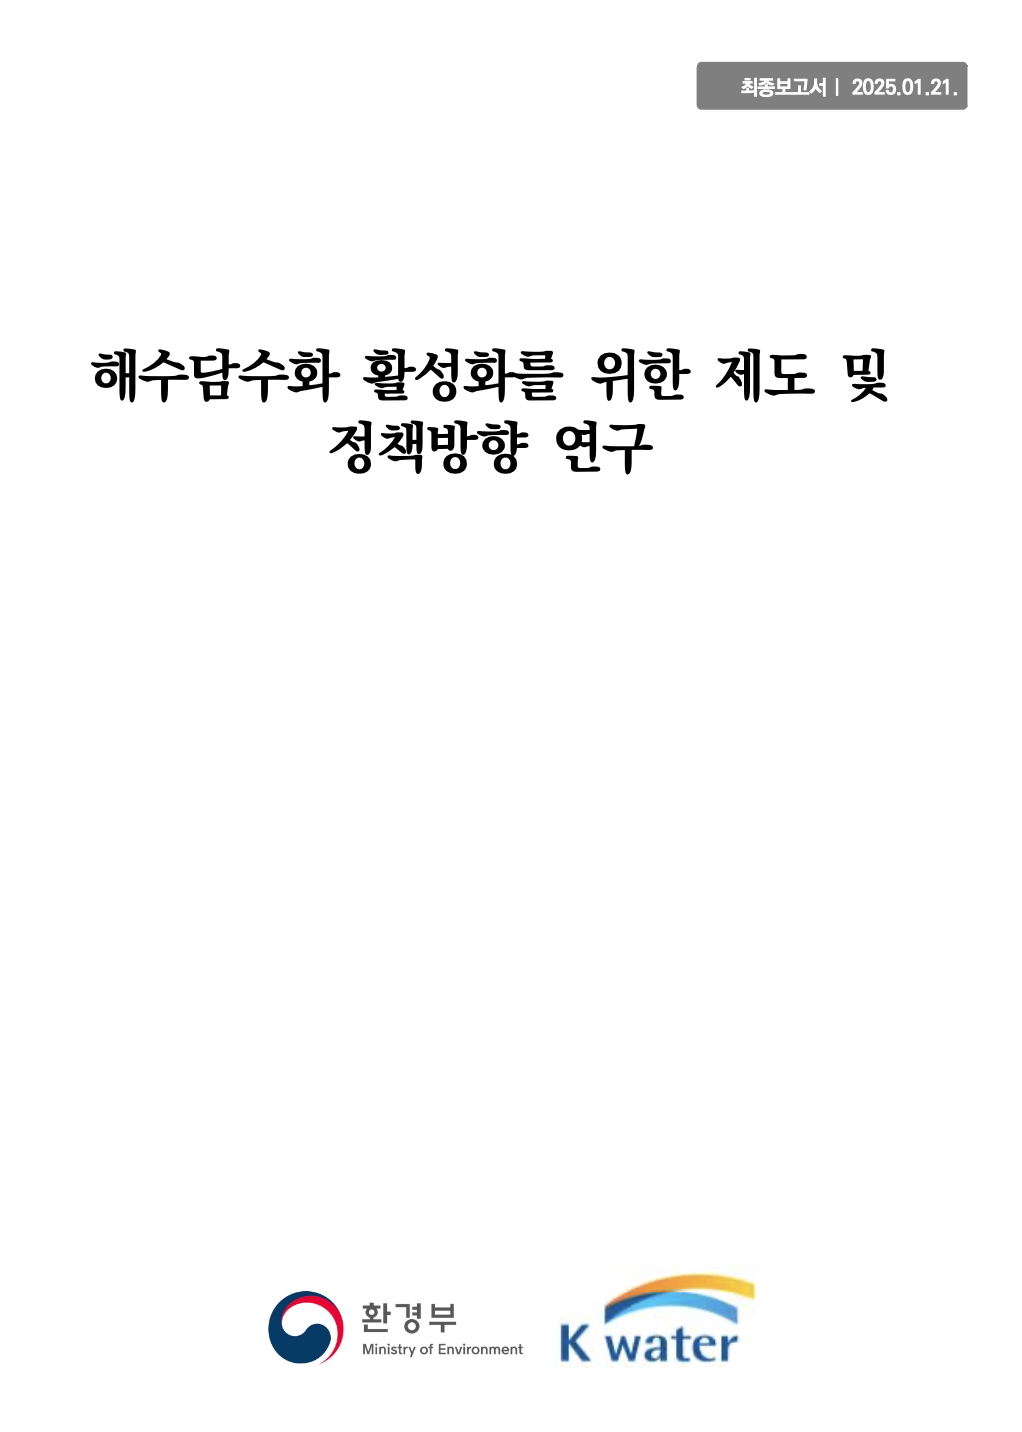 최종보고서 | 2025.01.21.
해수담수화 활성화를 위한 제도 및
정책방향 연구
환경부
Ministry of Environment
K water